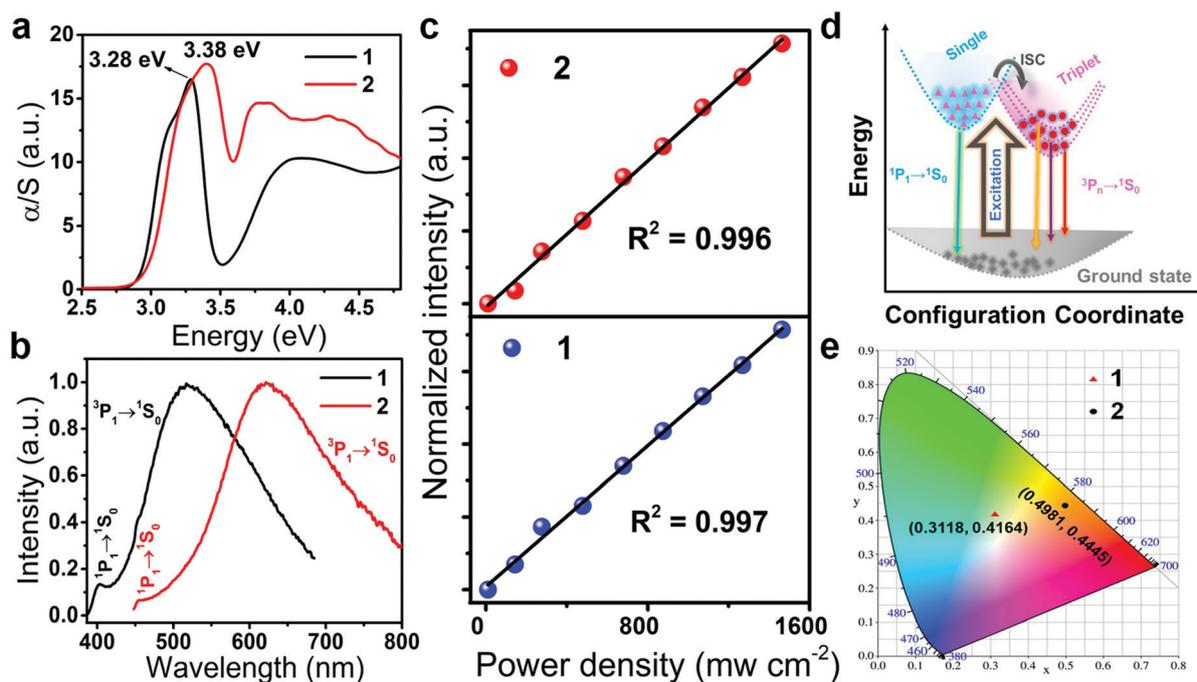 a
20
15
10
5
0
α/S (a.u.)
3.28 eV
3.38 eV
1
2
2.5 3.0 3.5 4.0 4.5
Energy (eV)
b
1.0
0.8
0.6
0.4
0.2
0.0
Intensity (a.u.)
³P₁→¹S₀
¹P₁→¹S₀
¹P₁→¹S₀
³P₁→¹S₀
1
2
400 500 600 700 800
Wavelength (nm)
c
Normalized intensity (a.u.)
2
R² = 0.996
1
R² = 0.997
0 800 1600
Power density (mw cm⁻²)
d
Energy
Single
ISC
Triplet
¹P₁→¹S₀
Excitation
³Pₙ→¹S₀
Ground state
Configuration Coordinate
e
0.9
0.8
0.7
0.6
0.5
y
0.4
0.3
0.2
0.1
0.0
520
540
560
500
580
600
620
700
490
480
470
460
380
1
2
(0.3118, 0.4164)
(0.4981, 0.4445)
0.0 0.1 0.2 0.3 0.4 0.5 0.6 0.7 0.8
x